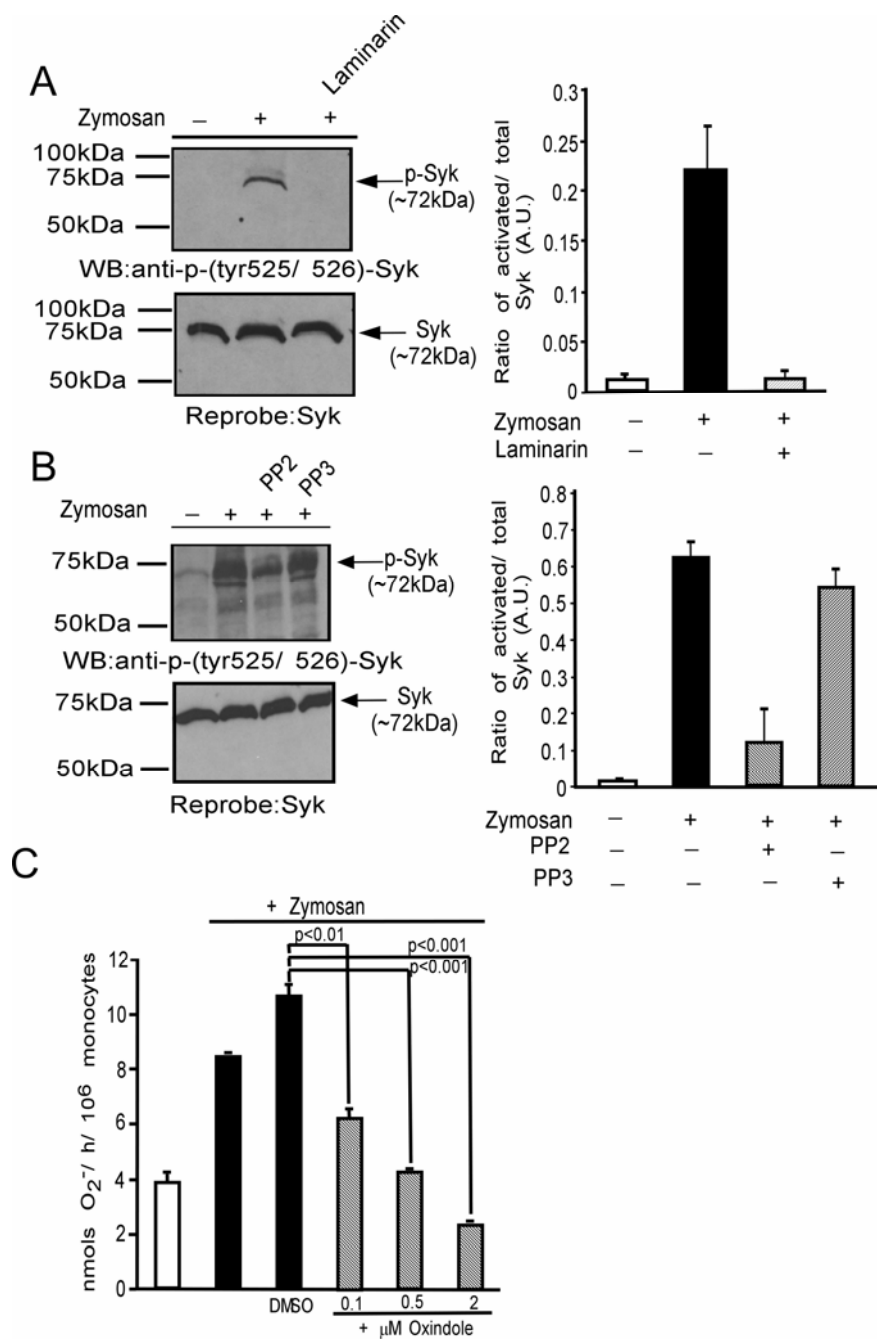 A
Laminarin
Zymosan – + +
100kDa
75kDa
50kDa
p-Syk
(~72kDa)
WB:anti-p-(tyr525/ 526)-Syk
100kDa
75kDa
50kDa
Syk
(~72kDa)
Reprobe:Syk
Ratio of activated/ total
Syk (A.U.)
0.3
0.25
0.2
0.15
0.1
0.05
0
Zymosan – + +
Laminarin – – +
B
PP2
PP3
Zymosan – + + +
75kDa
50kDa
p-Syk
(~72kDa)
WB:anti-p-(tyr525/ 526)-Syk
75kDa
50kDa
Syk
(~72kDa)
Reprobe:Syk
Ratio of activated/ total
Syk (A.U.)
0.8
0.7
0.6
0.5
0.4
0.3
0.2
0.1
0
Zymosan – + + +
PP2 – – + –
PP3 – – – +
C
+ Zymosan
p<0.01
p<0.001
p<0.001
nmols O2-/ h/ 10^6 monocytes
12
10
8
6
4
2
0
DMSO 0.1 0.5 2
+ μM Oxindole